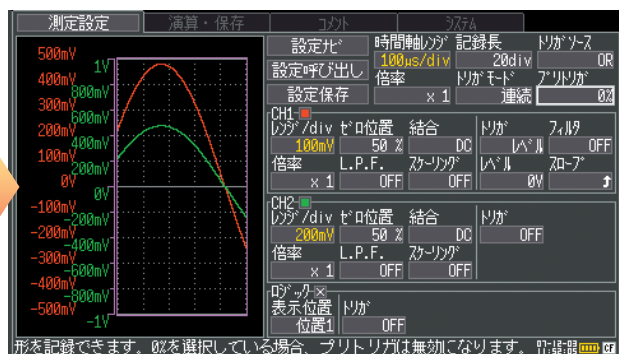 測定設定 演算・保存 コメント システム
設定ナビ 時間軸レンジ 記録長 トリガソース
100μs/div 20div OR
設定呼び出し 倍率 トリガモード プリトリガ
設定保存 × 1 連続 0%
CH1
レンジ/div ゼロ位置 結合 トリガ フィルタ
100mV 50 % DC レベル OFF
倍率 L.P.F. スケーリング レベル スロープ
× 1 OFF OFF 0V
CH2
レンジ/div ゼロ位置 結合 トリガ
200mV 50 % DC OFF
倍率 L.P.F. スケーリング
× 1 OFF OFF
ロジック
表示位置 トリガ
位置1 OFF
500mV
400mV
300mV
200mV
100mV
0V
-100mV
-200mV
-300mV
-400mV
-500mV
1V
800mV
600mV
400mV
200mV
0V
-200mV
-400mV
-600mV
-800mV
-1V
形を記録できます。0%を選択している場合、プリトリガは無効になります。
CF